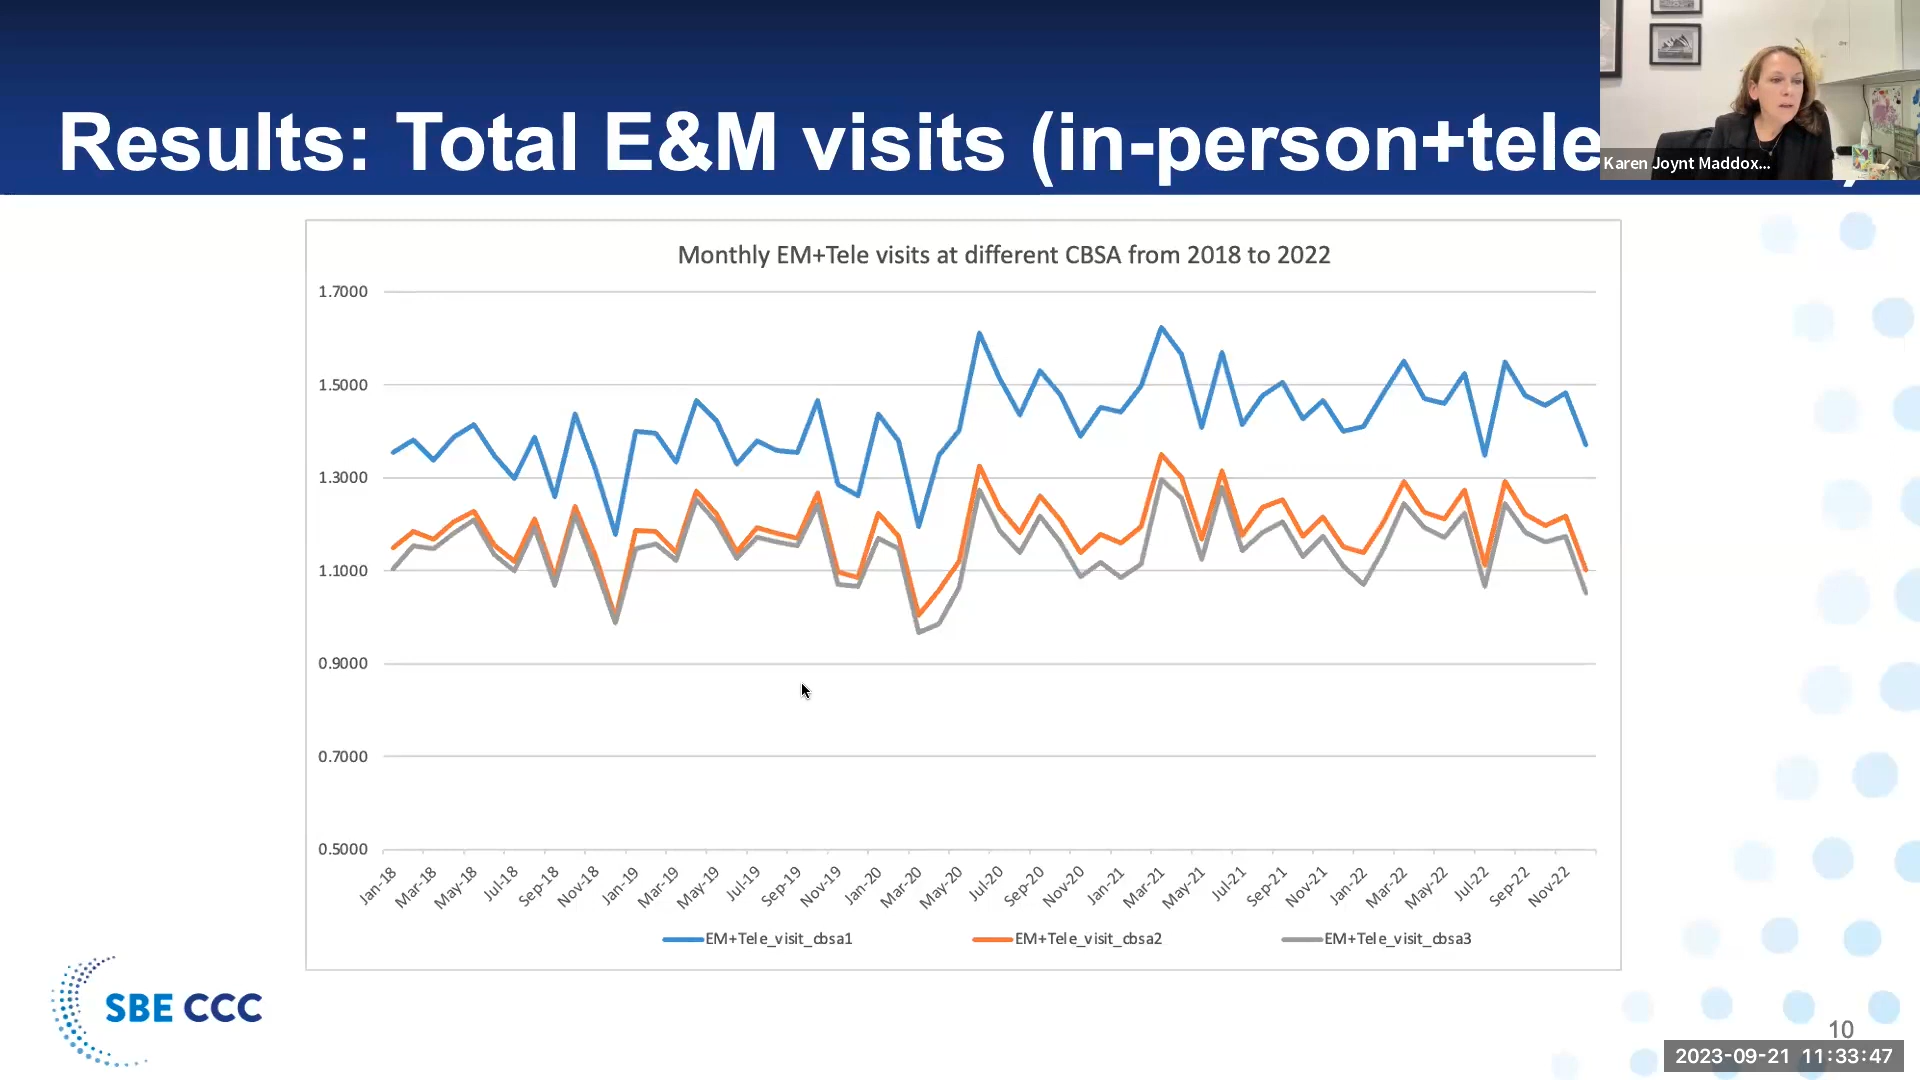 Results: Total E&M visits (in-person+tele
Karen Joynt Maddox...
Monthly EM+Tele visits at different CBSA from 2018 to 2022
1.7000
1.5000
1.3000
1.1000
0.9000
0.7000
0.5000
Jan-18 Mar-18 May-18 Jul-18 Sep-18 Nov-18 Jan-19 Mar-19 May-19 Jul-19 Sep-19 Nov-19 Jan-20 Mar-20 May-20 Jul-20 Sep-20 Nov-20 Jan-21 Mar-21 May-21 Jul-21 Sep-21 Nov-21 Jan-22 Mar-22 May-22 Jul-22 Sep-22 Nov-22
EM+Tele_visit_cbsa1 EM+Tele_visit_cbsa2 EM+Tele_visit_cbsa3
SBE CCC
10
2023-09-21 11:33:47